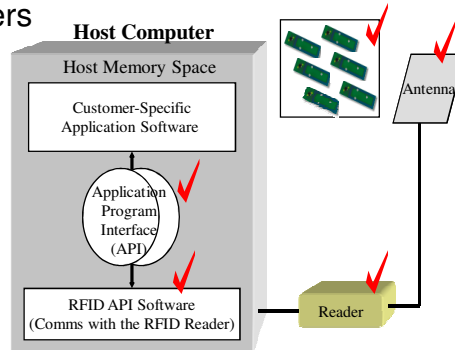 ers
Host Computer
Host Memory Space
Customer-Specific
Application Software
Application
Program
Interface
(API)
RFID API Software
(Comms with the RFID Reader)
Reader
Antenna